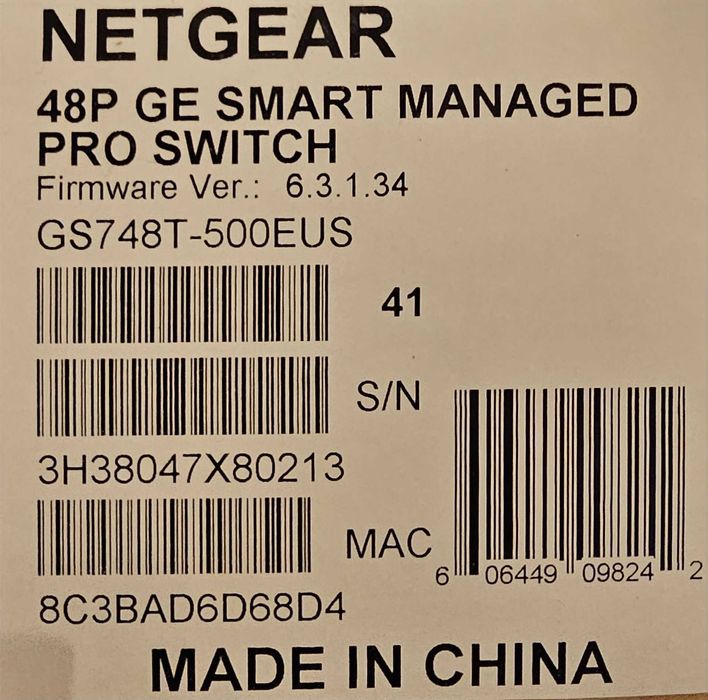 NETGEAR
48P GE SMART MANAGED
PRO SWITCH
Firmware Ver.: 6.3.1.34
GS748T-500EUS
41
S/N
3H38047X80213
MAC
6 06449 09824 2
8C3BAD6D68D4
MADE IN CHINA